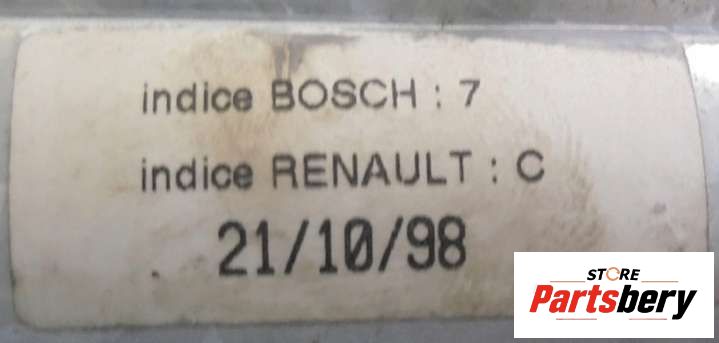 indice BOSCH : 7
indice RENAULT : C
21/10/98
STORE
Partsbery